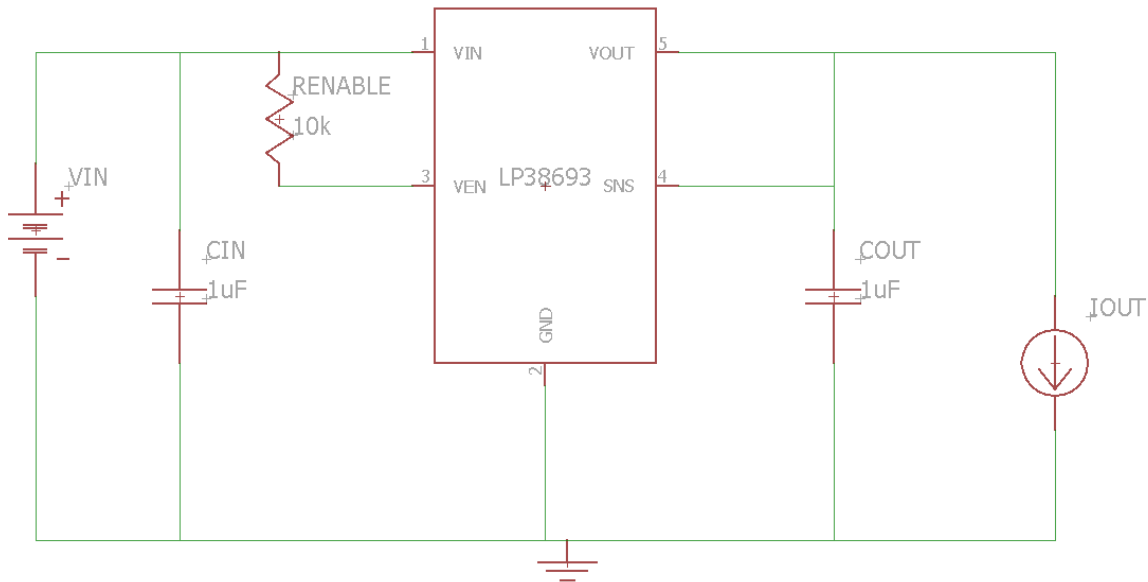 1
VIN
VOUT
5
RENABLE
10k
VIN
+
-
3
VEN
LP38693
SNS
4
CIN
1uF
COUT
1uF
GND
2
IOUT